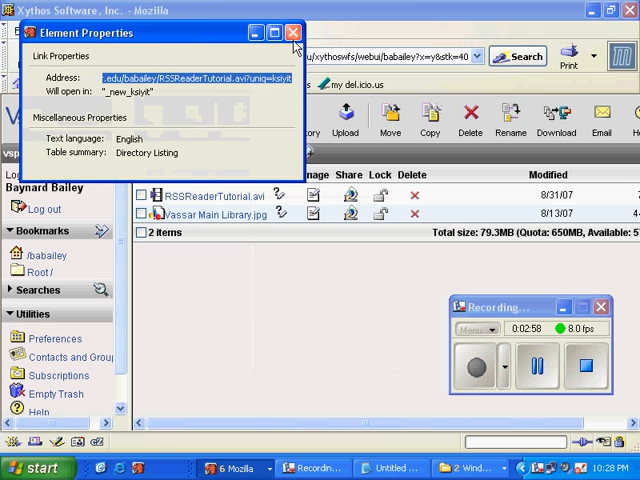 Xythos Software, Inc. - Mozilla
Element Properties
Link Properties
Address: .edu/babailey/RSSReaderTutorial.avi?uniq=ksiyit
Will open in: "_new_ksiyit"
Miscellaneous Properties
Text language: English
Table summary: Directory Listing
u/xythoswfs/webui/babailey?x=y&stk=40
Search
Print
my del.icio.us
Upload
Move
Copy
Delete
Rename
Download
Email
vsp
Baynard Bailey
Log out
Bookmarks
/babailey
Root /
Searches
Utilities
Preferences
Contacts and Group
Subscriptions
Empty Trash
Help
nage Share Lock Delete Modified
RSSReaderTutorial.avi 8/31/07
Vassar Main Library.jpg 8/13/07
2 items Total size: 79.3MB (Quota: 650MB, Available: 57
Recording...
Menu 0:02:58 8.0 fps
start
6 Mozilla
Recordin...
Untitled ...
2 Wind...
10:28 PM